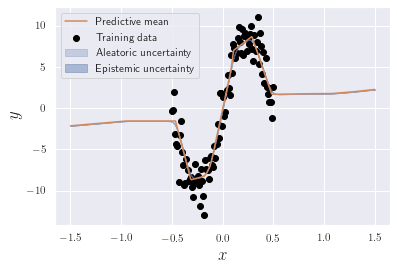 Predictive mean
Training data
Aleatoric uncertainty
Epistemic uncertainty
10
5
0
−5
−10
y
−1.5 −1.0 −0.5 0.0 0.5 1.0 1.5
x